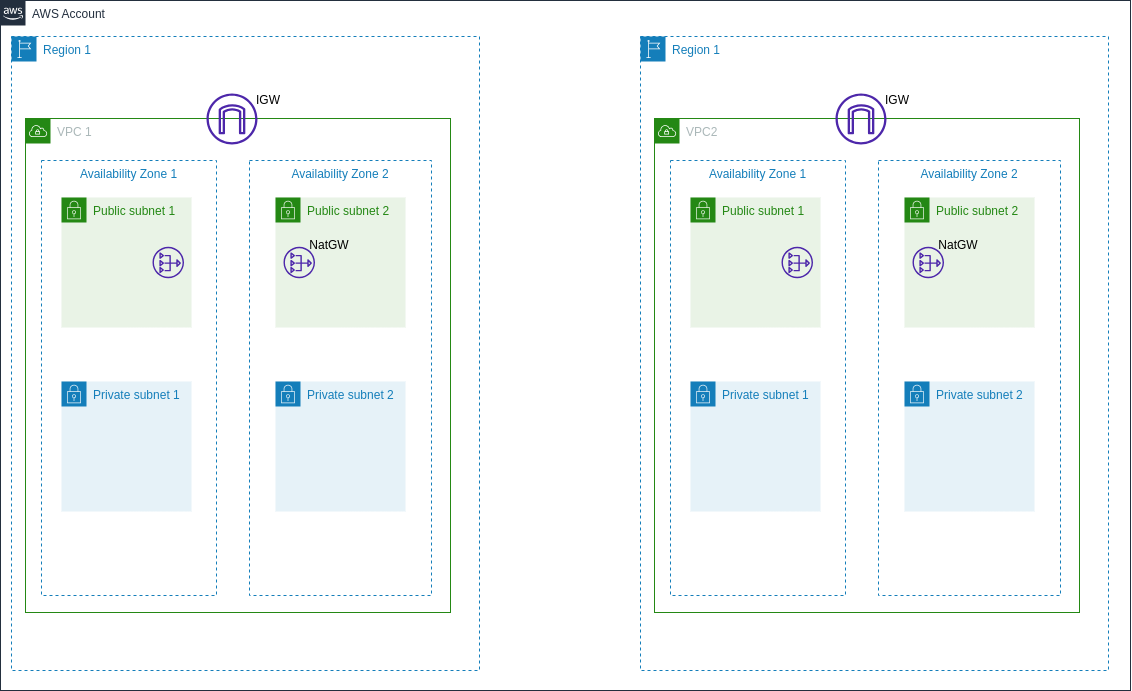 aws
AWS Account
Region 1
Region 1
IGW
IGW
VPC 1
VPC2
Availability Zone 1
Availability Zone 2
Availability Zone 1
Availability Zone 2
Public subnet 1
Public subnet 2
Public subnet 1
Public subnet 2
NatGW
NatGW
Private subnet 1
Private subnet 2
Private subnet 1
Private subnet 2